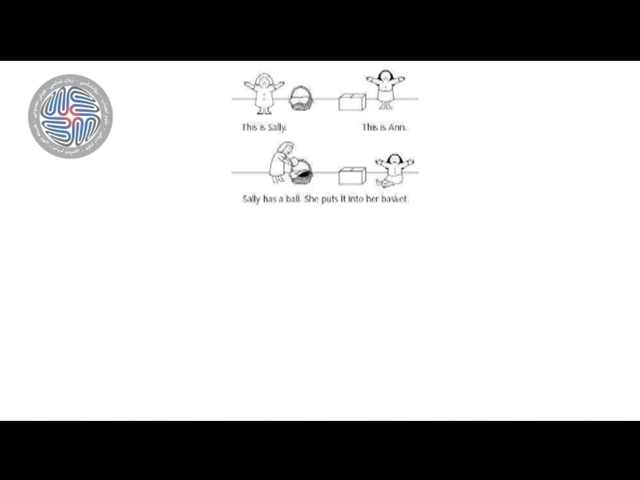 This is Sally.
This is Ann.
Sally has a ball. She puts it into her basket.